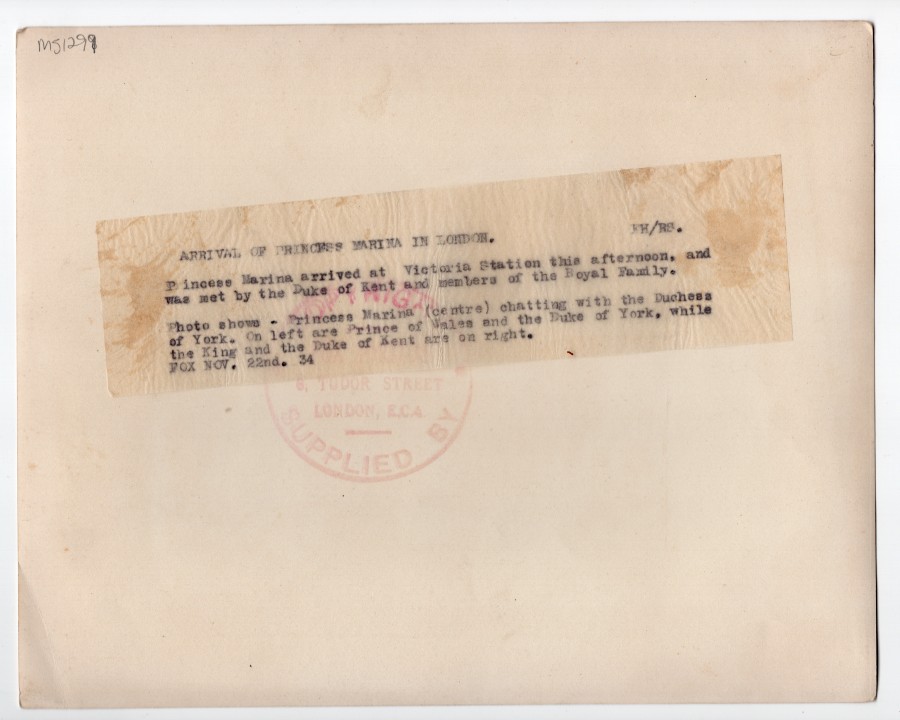 MS1299
ARRIVAL OF PRINCESS MARINA IN LONDON. FH/RS.
Princess Marina arrived at Victoria Station this afternoon, and
was met by the Duke of Kent and members of the Royal Family.
Photo shows - Princess Marina (centre) chatting with the Duchess
of York. On left are Prince of Wales and the Duke of York, while
the King and the Duke of Kent are on right.
FOX NOV. 22nd. 34
COPYRIGHT
8, TUDOR STREET
LONDON, E.C.4
SUPPLIED BY